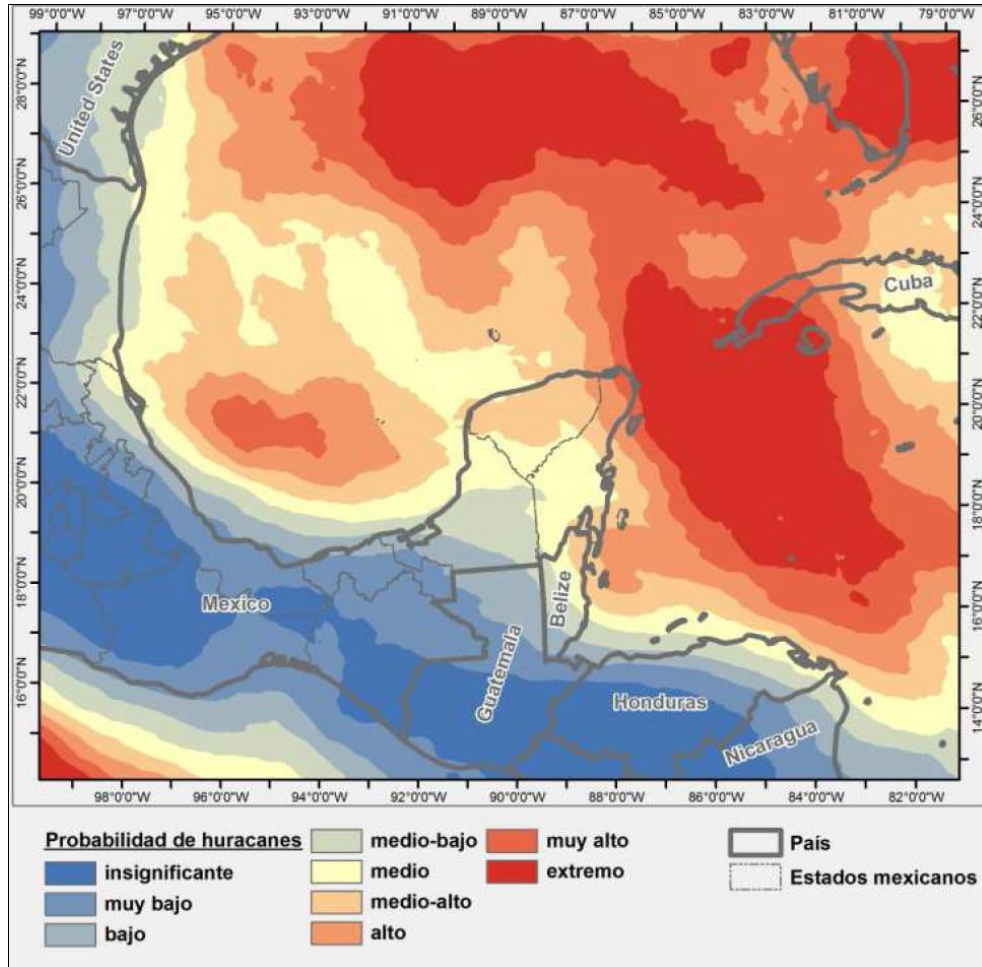 99°0'0"W 97°0'0"W 95°0'0"W 93°0'0"W 91°0'0"W 89°0'0"W 87°0'0"W 85°0'0"W 83°0'0"W 81°0'0"W 79°0'0"W
28°0'0"N
26°0'0"N
24°0'0"N
22°0'0"N
20°0'0"N
18°0'0"N
16°0'0"N
26°0'0"N
24°0'0"N
22°0'0"N
20°0'0"N
18°0'0"N
16°0'0"N
14°0'0"N
United States
Cuba
Mexico
Belize
Guatemala
Honduras
Nicaragua
98°0'0"W 96°0'0"W 94°0'0"W 92°0'0"W 90°0'0"W 88°0'0"W 86°0'0"W 84°0'0"W 82°0'0"W
Probabilidad de huracanes
insignificante
muy bajo
bajo
medio-bajo
medio
medio-alto
alto
muy alto
extremo
País
Estados mexicanos